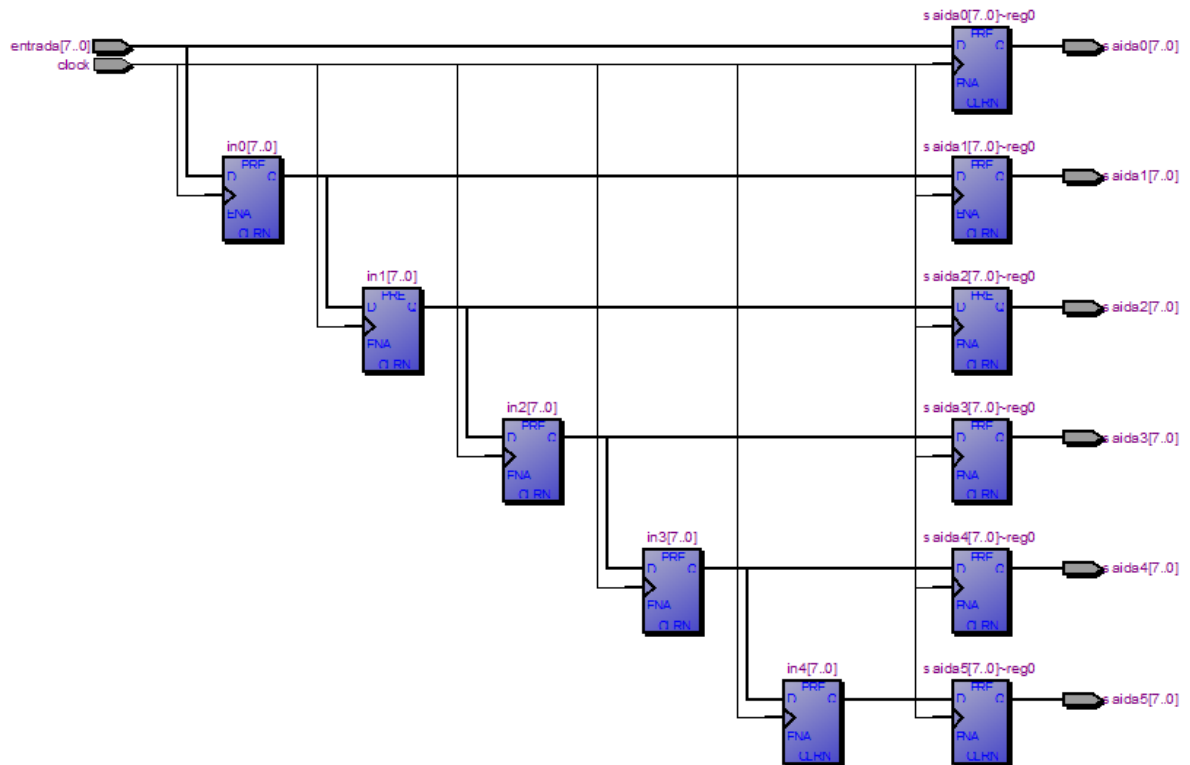 saida0[7..0]~reg0
entrada[7..0]
PRE
D Q
saida0[7..0]
clock
ENA
CLRN
in0[7..0]
saida1[7..0]~reg0
PRE
D Q
PRE
D Q
saida1[7..0]
ENA
CLRN
ENA
CLRN
in1[7..0]
saida2[7..0]~reg0
PRE
D Q
PRE
D Q
saida2[7..0]
ENA
CLRN
ENA
CLRN
in2[7..0]
saida3[7..0]~reg0
PRE
D Q
PRE
D Q
saida3[7..0]
ENA
CLRN
ENA
CLRN
in3[7..0]
saida4[7..0]~reg0
PRE
D Q
PRE
D Q
saida4[7..0]
ENA
CLRN
ENA
CLRN
in4[7..0]
saida5[7..0]~reg0
PRE
D Q
PRE
D Q
saida5[7..0]
ENA
CLRN
ENA
CLRN